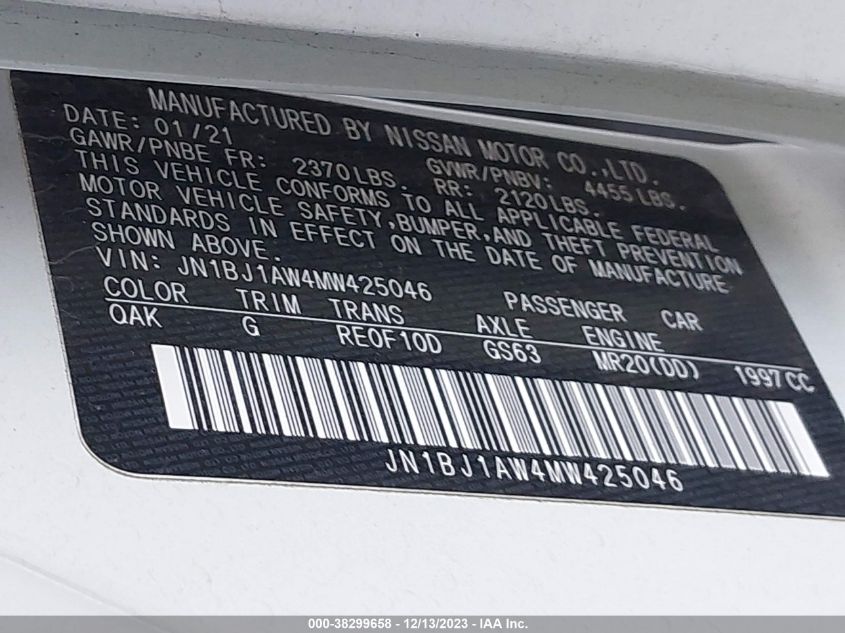 MANUFACTURED BY NISSAN MOTOR CO.,LTD.
DATE: 01/21 GVWR/PNBV: 4455 LBS.
GAWR/PNBE FR: 2370LBS. RR: 2120LBS.
THIS VEHICLE CONFORMS TO ALL APPLICABLE FEDERAL
MOTOR VEHICLE SAFETY,BUMPER,AND THEFT PREVENTION
STANDARDS IN EFFECT ON THE DATE OF MANUFACTURE
SHOWN ABOVE.
VIN: JN1BJ1AW4MW425046 PASSENGER CAR
COLOR TRIM TRANS AXLE ENGINE
QAK G RE0F10D GS63 MR20(DD) 1997CC
JN1BJ1AW4MW425046
000-38299658 - 12/13/2023 - IAA Inc.